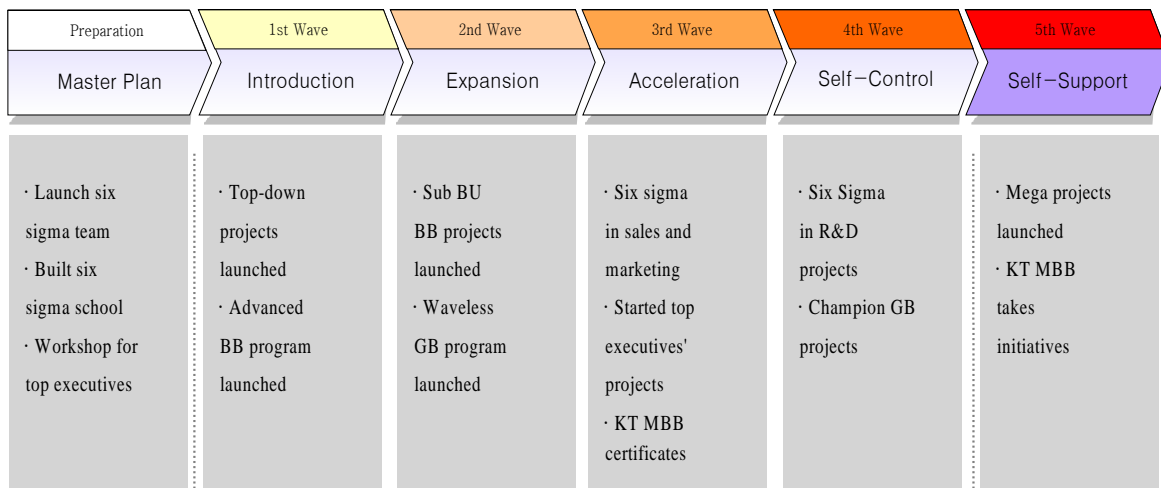 Preparation
Master Plan
1st Wave
Introduction
2nd Wave
Expansion
3rd Wave
Acceleration
4th Wave
Self-Control
5th Wave
Self-Support
· Launch six
sigma team
· Built six
sigma school
· Workshop for
top executives
· Top-down
projects
launched
· Advanced
BB program
launched
· Sub BU
BB projects
launched
· Waveless
GB program
launched
· Six sigma
in sales and
marketing
· Started top
executives'
projects
· KT MBB
certificates
· Six Sigma
in R&D
projects
· Champion GB
projects
· Mega projects
launched
· KT MBB
takes
initiatives